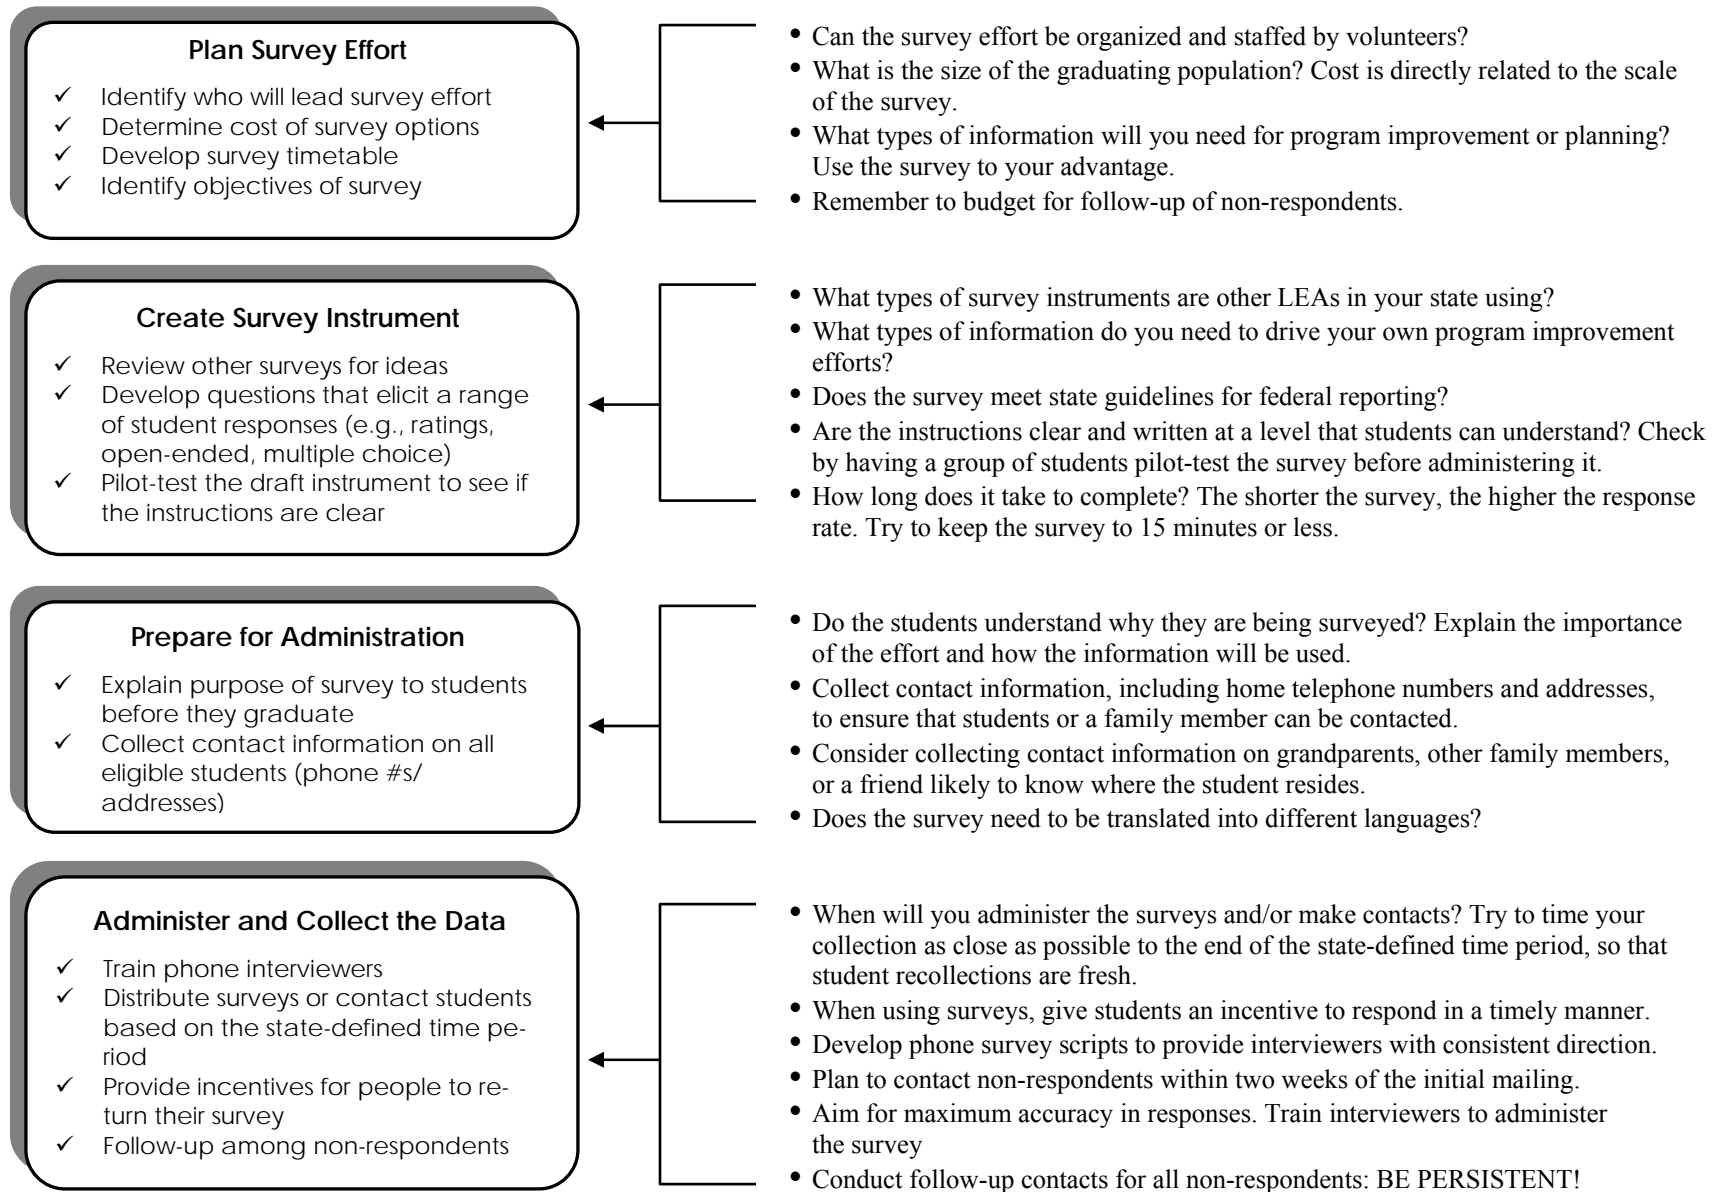 Plan Survey Effort
✓ Identify who will lead survey effort
✓ Determine cost of survey options
✓ Develop survey timetable
✓ Identify objectives of survey
• Can the survey effort be organized and staffed by volunteers?
• What is the size of the graduating population? Cost is directly related to the scale
of the survey.
• What types of information will you need for program improvement or planning?
Use the survey to your advantage.
• Remember to budget for follow-up of non-respondents.
Create Survey Instrument
✓ Review other surveys for ideas
✓ Develop questions that elicit a range
of student responses (e.g., ratings,
open-ended, multiple choice)
✓ Pilot-test the draft instrument to see if
the instructions are clear
• What types of survey instruments are other LEAs in your state using?
• What types of information do you need to drive your own program improvement
efforts?
• Does the survey meet state guidelines for federal reporting?
• Are the instructions clear and written at a level that students can understand? Check
by having a group of students pilot-test the survey before administering it.
• How long does it take to complete? The shorter the survey, the higher the response
rate. Try to keep the survey to 15 minutes or less.
Prepare for Administration
✓ Explain purpose of survey to students
before they graduate
✓ Collect contact information on all
eligible students (phone #s/
addresses)
• Do the students understand why they are being surveyed? Explain the importance
of the effort and how the information will be used.
• Collect contact information, including home telephone numbers and addresses,
to ensure that students or a family member can be contacted.
• Consider collecting contact information on grandparents, other family members,
or a friend likely to know where the student resides.
• Does the survey need to be translated into different languages?
Administer and Collect the Data
✓ Train phone interviewers
✓ Distribute surveys or contact students
based on the state-defined time pe-
riod
✓ Provide incentives for people to re-
turn their survey
✓ Follow-up among non-respondents
• When will you administer the surveys and/or make contacts? Try to time your
collection as close as possible to the end of the state-defined time period, so that
student recollections are fresh.
• When using surveys, give students an incentive to respond in a timely manner.
• Develop phone survey scripts to provide interviewers with consistent direction.
• Plan to contact non-respondents within two weeks of the initial mailing.
• Aim for maximum accuracy in responses. Train interviewers to administer
the survey
• Conduct follow-up contacts for all non-respondents: BE PERSISTENT!